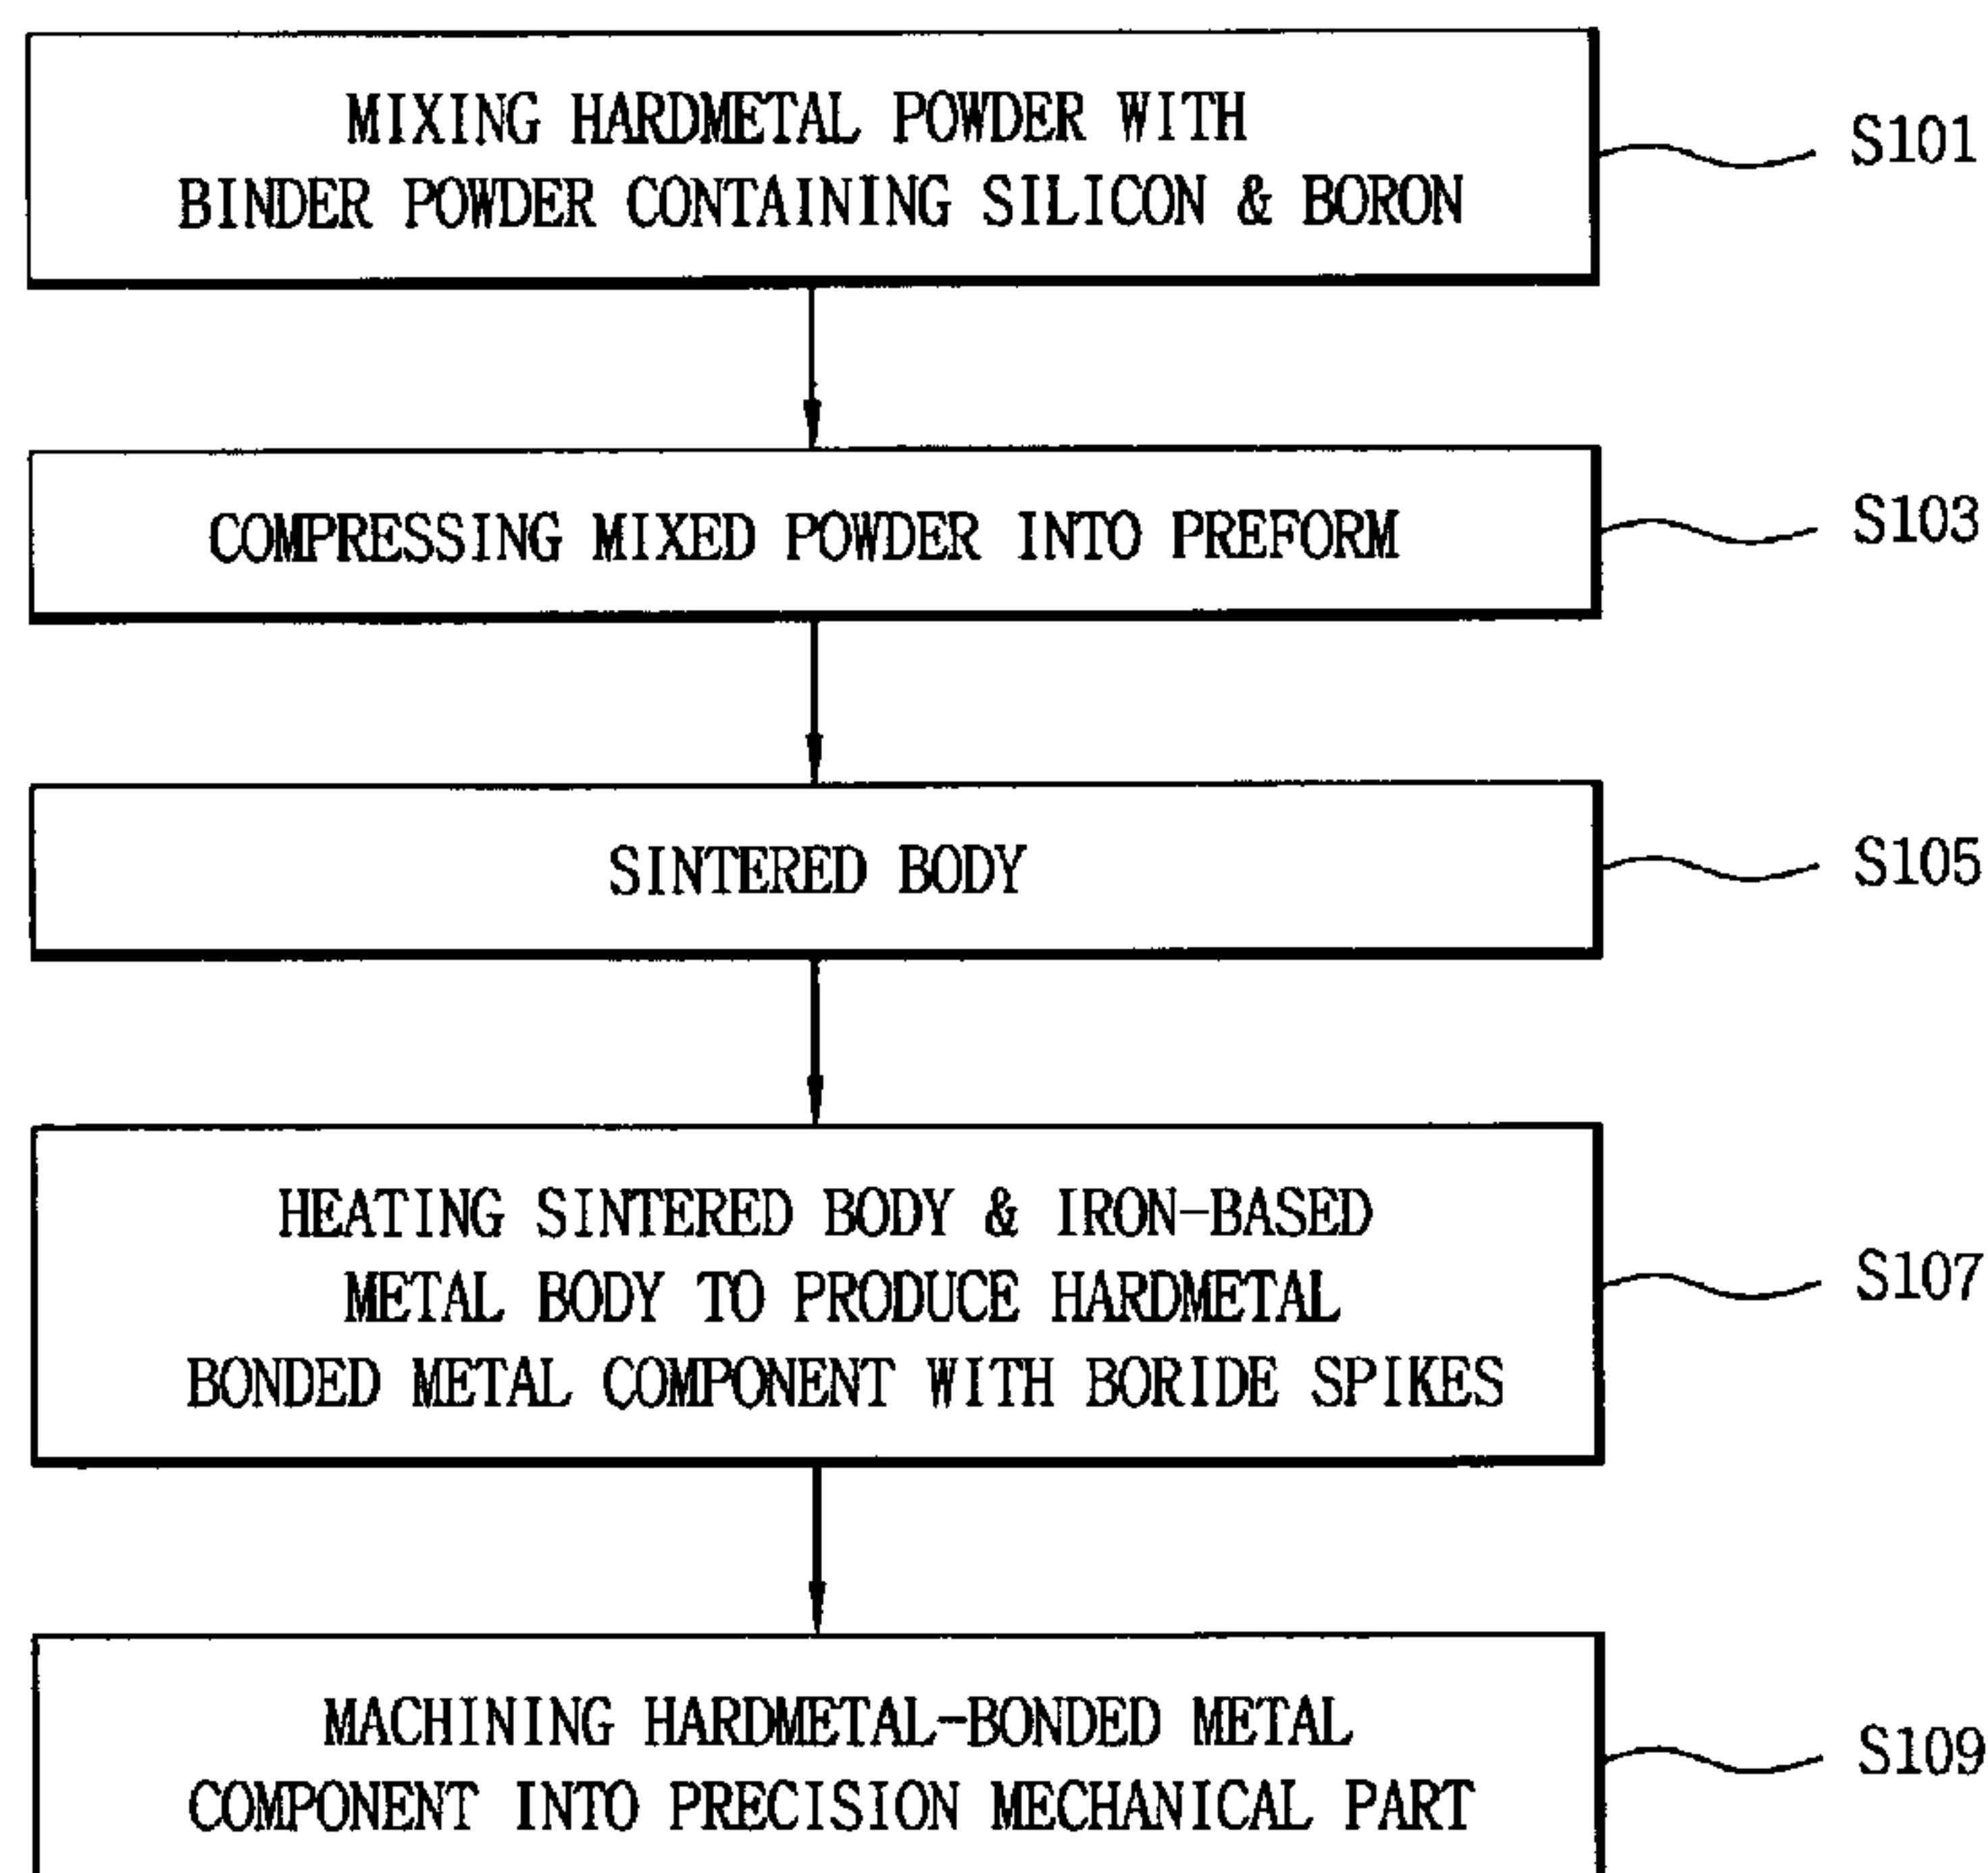 MIXING HARDMETAL POWDER WITH
BINDER POWDER CONTAINING SILICON & BORON
S101
COMPRESSING MIXED POWDER INTO PREFORM
S103
SINTERED BODY
S105
HEATING SINTERED BODY & IRON-BASED
METAL BODY TO PRODUCE HARDMETAL
BONDED METAL COMPONENT WITH BORIDE SPIKES
S107
MACHINING HARDMETAL-BONDED METAL
COMPONENT INTO PRECISION MECHANICAL PART
S109